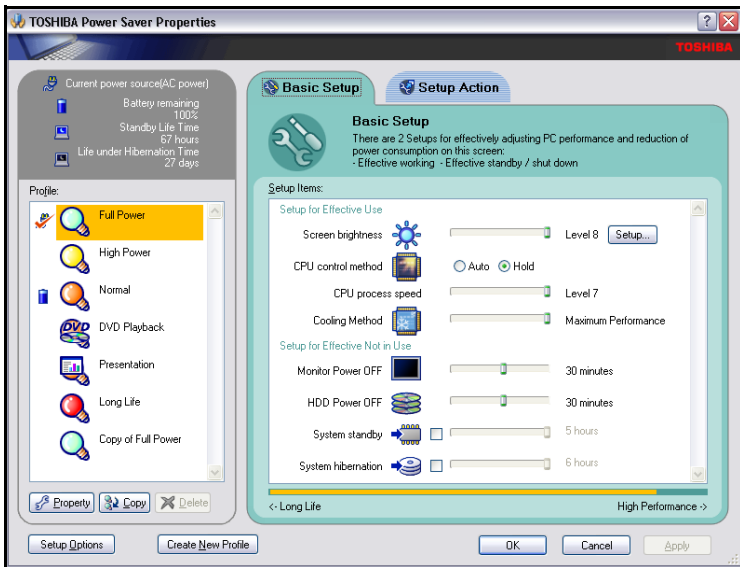 TOSHIBA Power Saver Properties
TOSHIBA
Current power source(AC power)
Battery remaining
100%
Standby Life Time
67 hours
Life under Hibernation Time
27 days
Profile:
Full Power
High Power
Normal
DVD
DVD Playback
Presentation
Long Life
Copy of Full Power
Property
Copy
Delete
Basic Setup
Setup Action
Basic Setup
There are 2 Setups for effectively adjusting PC performance and reduction of
power consumption on this screen:
- Effective working - Effective standby / shut down
Setup Items:
Setup for Effective Use
Screen brightness
Level 8
Setup...
CPU control method
Auto
Hold
CPU process speed
Level 7
Cooling Method
Maximum Performance
Setup for Effective Not in Use
Monitor Power OFF
30 minutes
HDD Power OFF
30 minutes
System standby
5 hours
System hibernation
6 hours
<- Long Life
High Performance ->
Setup Options
Create New Profile
OK
Cancel
Apply